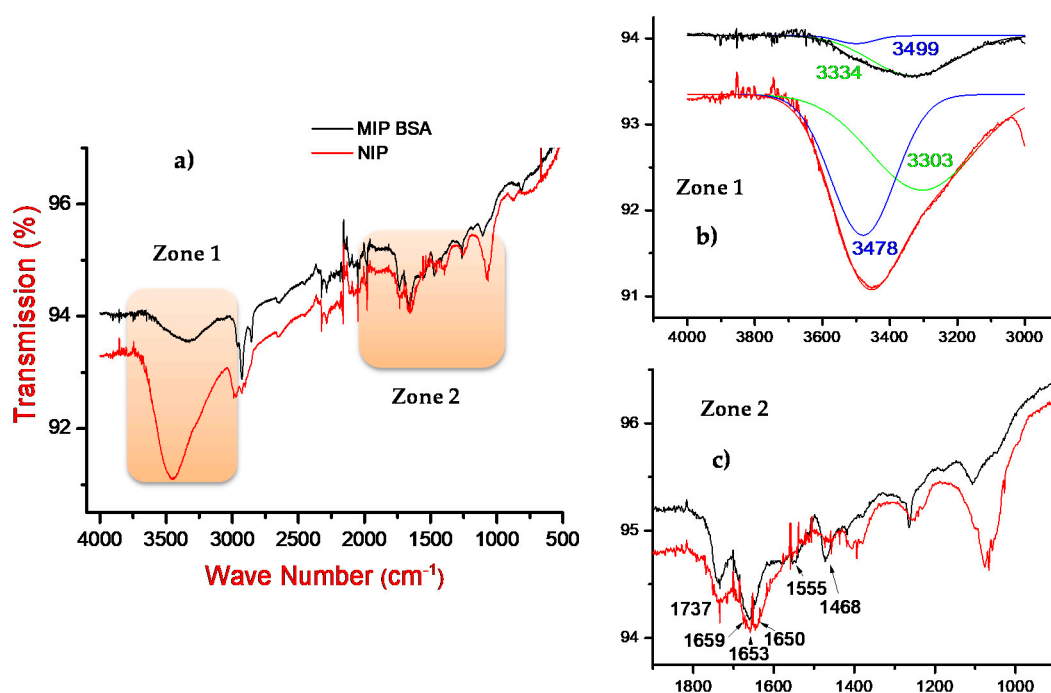 MIP BSA
NIP
a)
Zone 1
Zone 2
Transmission (%)
96
94
92
4000 3500 3000 2500 2000 1500 1000 500
Wave Number (cm⁻¹)
94
93
92
91
3499
3334
3303
3478
Zone 1
b)
4000 3800 3600 3400 3200 3000
Zone 2
c)
96
95
94
1737
1659
1653
1650
1555
1468
1800 1600 1400 1200 1000